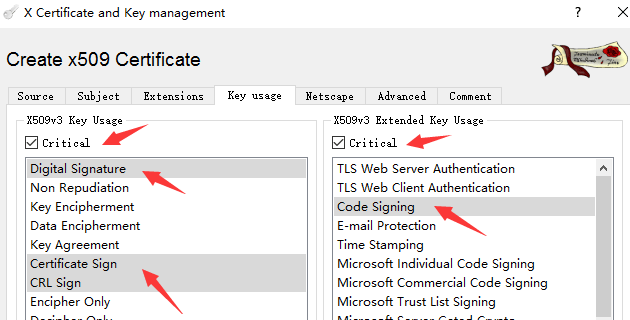 X Certificate and Key management
?
Create x509 Certificate
Source Subject Extensions Key usage Netscape Advanced Comment
X509v3 Key Usage
Critical
Digital Signature
Non Repudiation
Key Encipherment
Data Encipherment
Key Agreement
Certificate Sign
CRL Sign
Encipher Only
X509v3 Extended Key Usage
Critical
TLS Web Server Authentication
TLS Web Client Authentication
Code Signing
E-mail Protection
Time Stamping
Microsoft Individual Code Signing
Microsoft Commercial Code Signing
Microsoft Trust List Signing